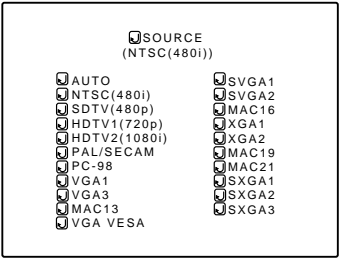 SOURCE
(NTSC(480i))
AUTO
NTSC(480i)
SDTV(480p)
HDTV1(720p)
HDTV2(1080i)
PAL/SECAM
PC-98
VGA1
VGA3
MAC13
VGA VESA
SVGA1
SVGA2
MAC16
XGA1
XGA2
MAC19
MAC21
SXGA1
SXGA2
SXGA3